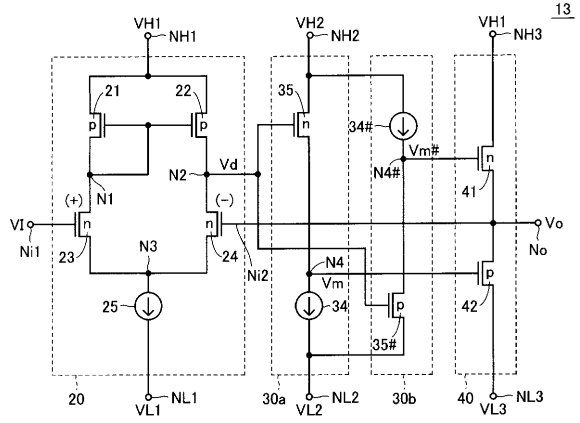 13
VH1 VH2 VH1
NH1 NH2 NH3
21 22 35 34#
p p n
Vd Vm# n
N1 N2 N4# 41
(+) (-)
VI n n Vo
Ni1 23 N3 24 Ni2 N4 p No
Vm 42
25 34 p
35#
20 NL1 30a NL2 30b 40 NL3
VL1 VL2 VL3